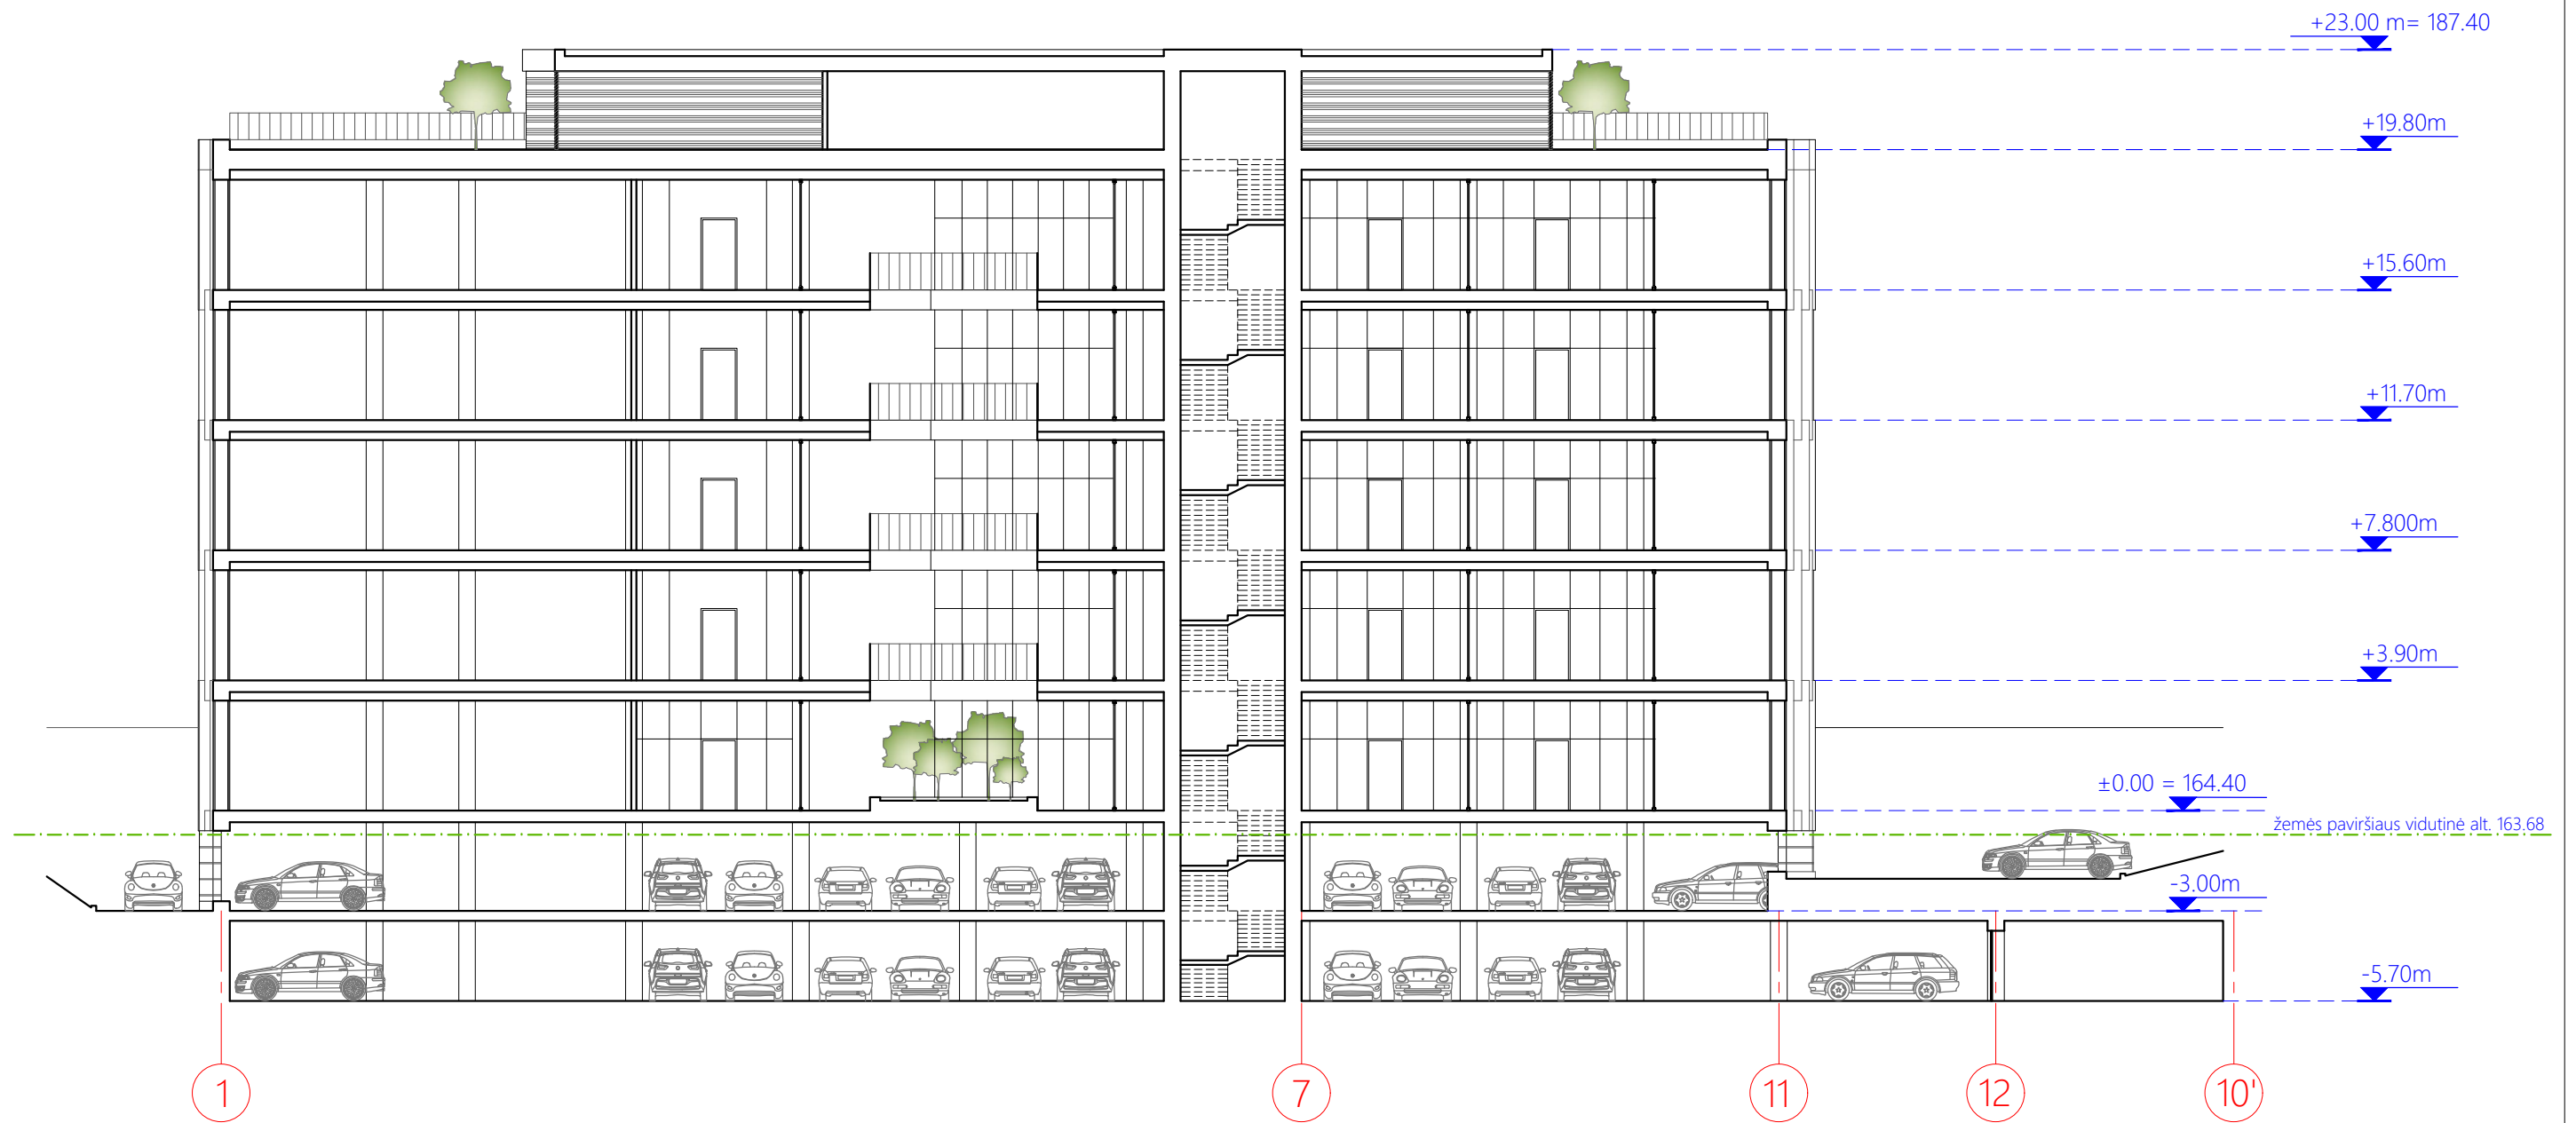 +23.00 m= 187.40
+19.80m
+15.60m
+11.70m
+7.800m
+3.90m
±0.00 = 164.40
žemės paviršiaus vidutinė alt. 163.68
-3.00m
-5.70m
1
7
11
12
10'